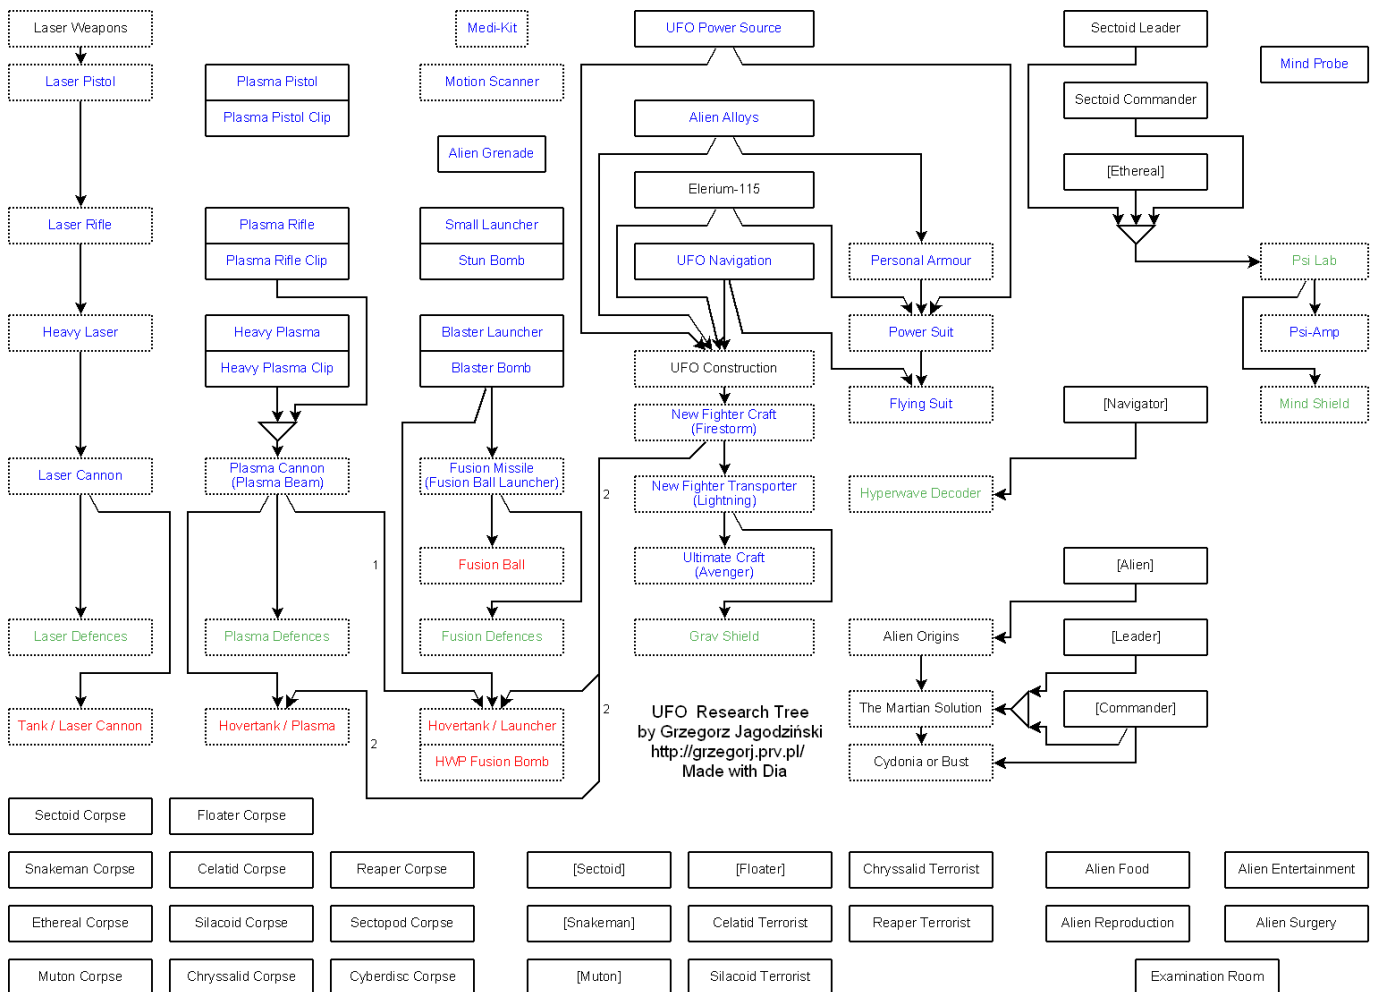 Laser Weapons
Medi-Kit
UFO Power Source
Sectoid Leader
Mind Probe
Laser Pistol
Plasma Pistol
Plasma Pistol Clip
Motion Scanner
Alien Alloys
Sectoid Commander
Alien Grenade
Elerium-115
[Ethereal]
Laser Rifle
Plasma Rifle
Plasma Rifle Clip
Small Launcher
Stun Bomb
UFO Navigation
Personal Armour
Psi Lab
Heavy Laser
Heavy Plasma
Heavy Plasma Clip
Blaster Launcher
Blaster Bomb
UFO Construction
Power Suit
Psi-Amp
New Fighter Craft
(Firestorm)
Flying Suit
[Navigator]
Mind Shield
Laser Cannon
Plasma Cannon
(Plasma Beam)
Fusion Missile
(Fusion Ball Launcher)
2
New Fighter Transporter
(Lightning)
Hyperwave Decoder
1
Fusion Ball
Ultimate Craft
(Avenger)
[Alien]
Laser Defences
Plasma Defences
Fusion Defences
Grav Shield
Alien Origins
[Leader]
Tank / Laser Cannon
Hovertank / Plasma
2
Hovertank / Launcher
HWP Fusion Bomb
2
UFO Research Tree
by Grzegorz Jagodziński
http://grzegorj.prv.pl/
Made with Dia
The Martian Solution
[Commander]
Cydonia or Bust
Sectoid Corpse
Floater Corpse
Snakeman Corpse
Celatid Corpse
Reaper Corpse
[Sectoid]
[Floater]
Chryssalid Terrorist
Alien Food
Alien Entertainment
Ethereal Corpse
Silacoid Corpse
Sectopod Corpse
[Snakeman]
Celatid Terrorist
Reaper Terrorist
Alien Reproduction
Alien Surgery
Muton Corpse
Chryssalid Corpse
Cyberdisc Corpse
[Muton]
Silacoid Terrorist
Examination Room